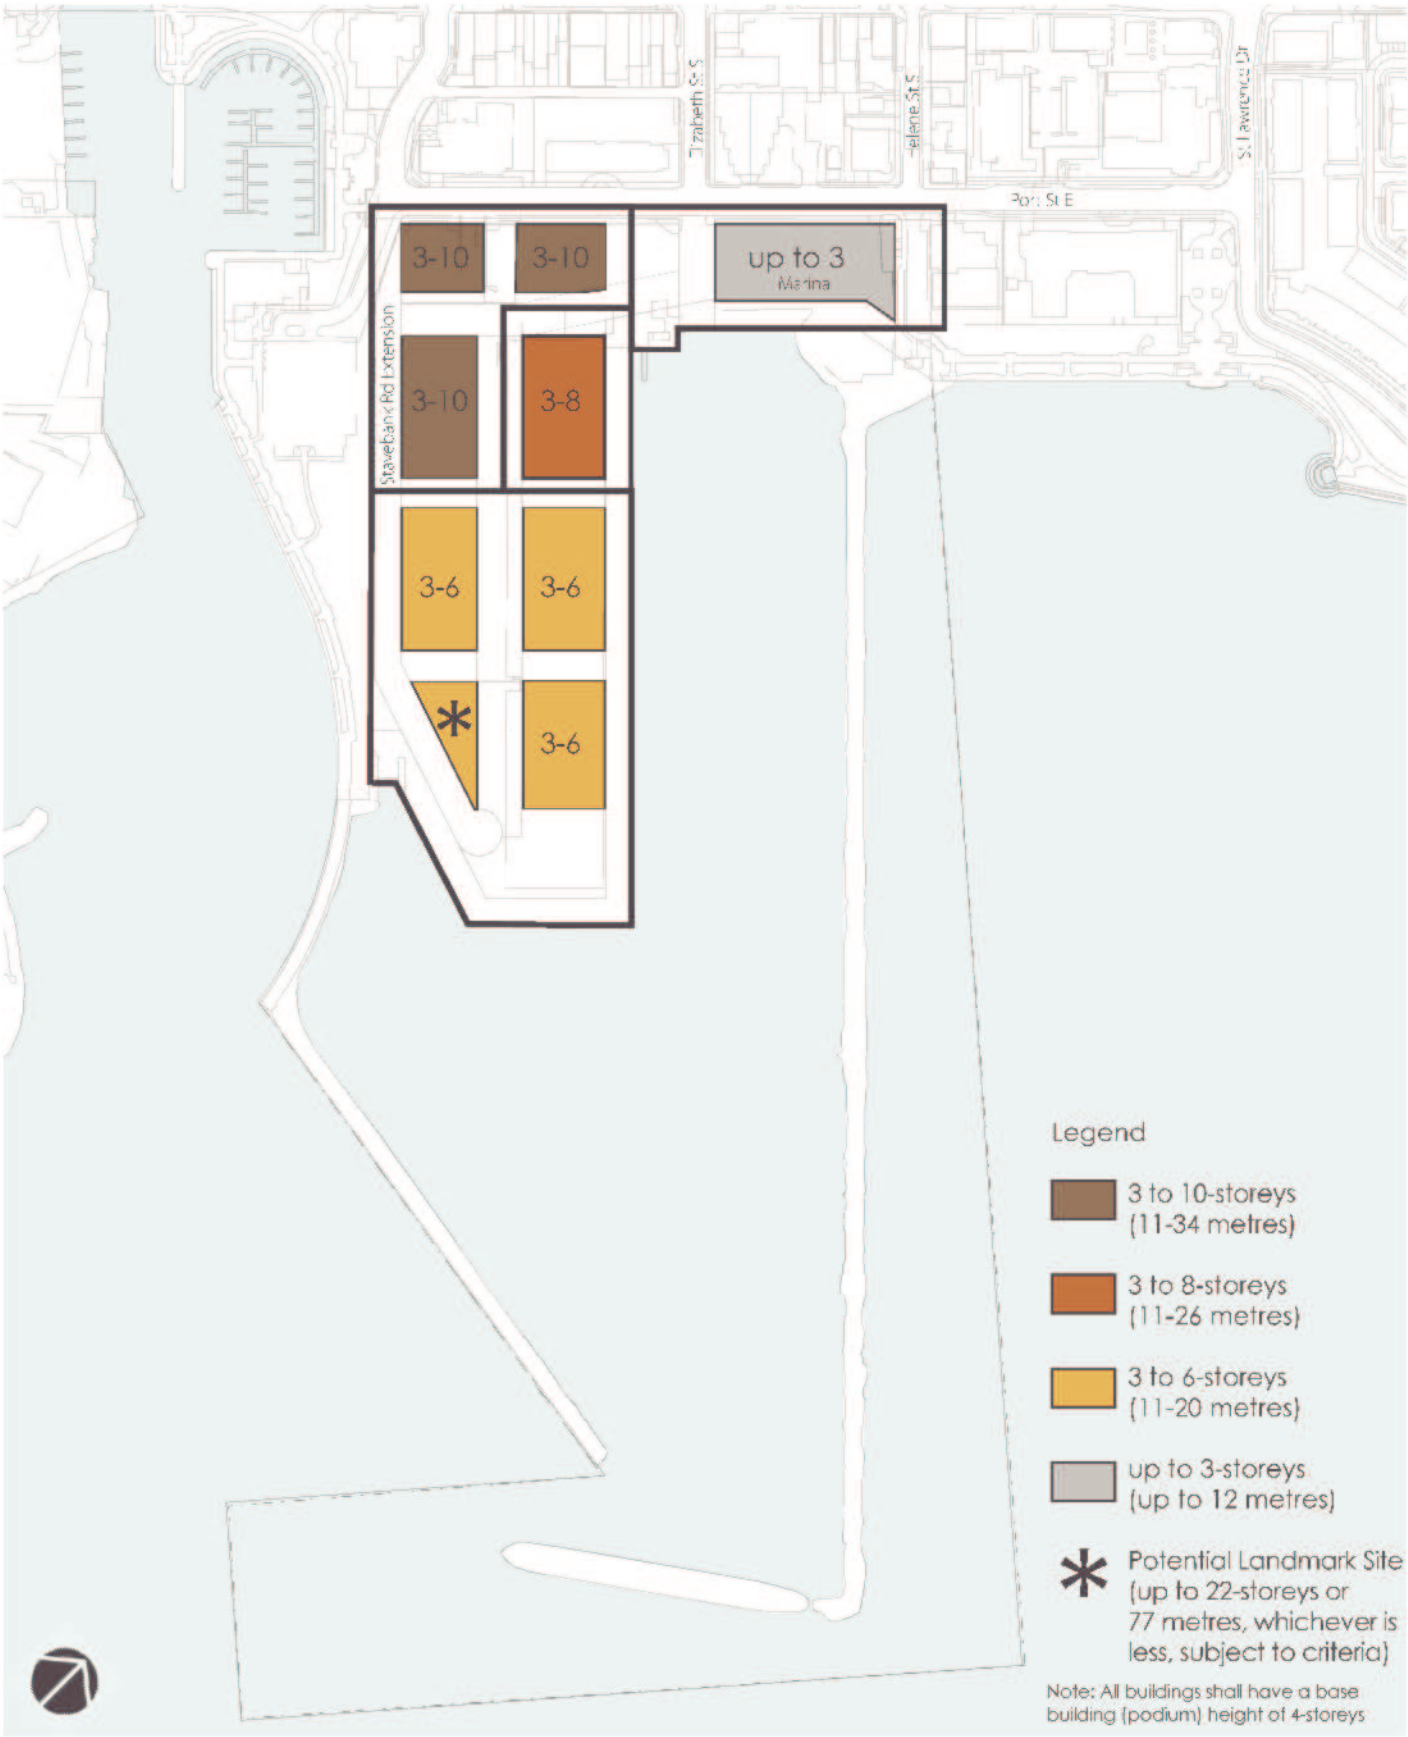 Elizabeth St S
Helene St S
St Lawrence Dr
Port St E
3-10
3-10
up to 3
Marina
Stavebank Rd Extension
3-10
3-8
3-6
3-6
3-6
Legend
3 to 10-storeys
(11-34 metres)
3 to 8-storeys
(11-26 metres)
3 to 6-storeys
(11-20 metres)
up to 3-storeys
(up to 12 metres)
Potential Landmark Site
(up to 22-storeys or
77 metres, whichever is
less, subject to criteria)
Note: All buildings shall have a base
building (podium) height of 4-storeys